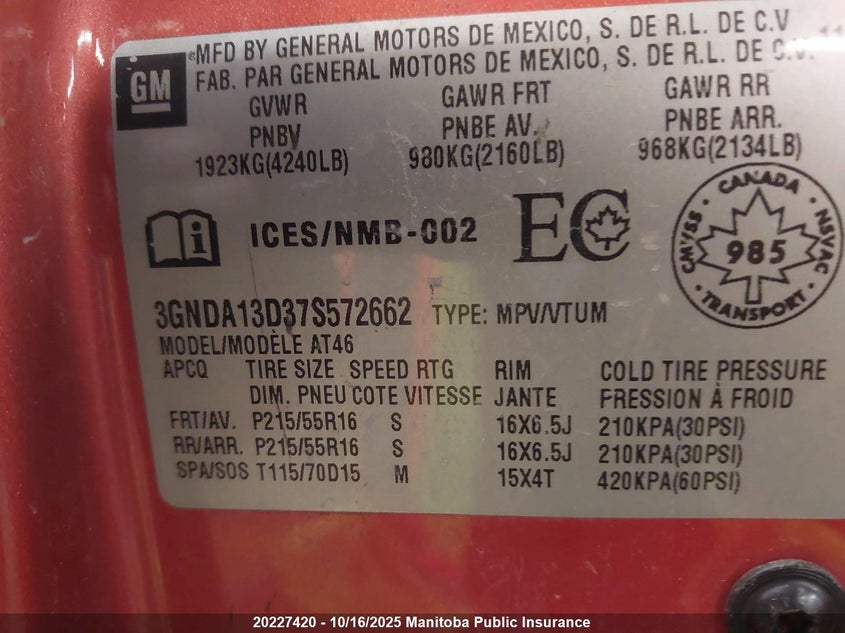 GM
*MFD BY GENERAL MOTORS DE MEXICO, S. DE R.L. DE C.V
FAB. PAR GENERAL MOTORS DE MEXICO, S. DE R.L. DE C.V.
GVWR GAWR FRT GAWR RR
PNBV PNBE AV. PNBE ARR.
1923KG(4240LB) 980KG(2160LB) 968KG(2134LB)
ICES/NMB-002 EC
CANADA
CMVSS 985 NSVAC
TRANSPORT
3GNDA13D37S572662 TYPE: MPV/VTUM
MODEL/MODÈLE AT46
APCQ TIRE SIZE SPEED RTG RIM COLD TIRE PRESSURE
DIM. PNEU COTE VITESSE JANTE PRESSION À FROID
FRT/AV. P215/55R16 S 16X6.5J 210KPA(30PSI)
RR/ARR. P215/55R16 S 16X6.5J 210KPA(30PSI)
SPA/SOS T115/70D15 M 15X4T 420KPA(60PSI)
20227420 - 10/16/2025 Manitoba Public Insurance